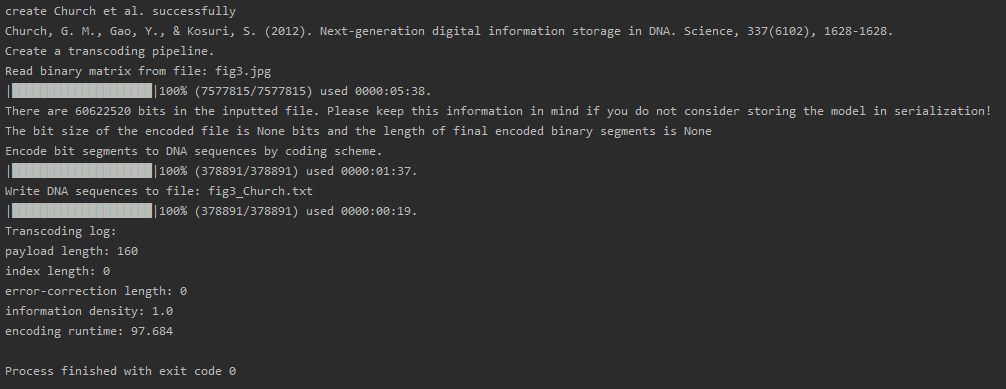 create Church et al. successfully
Church, G. M., Gao, Y., & Kosuri, S. (2012). Next-generation digital information storage in DNA. Science, 337(6102), 1628-1628.
Create a transcoding pipeline.
Read binary matrix from file: fig3.jpg
|████████████████████|100% (7577815/7577815) used 0000:05:38.
There are 60622520 bits in the inputted file. Please keep this information in mind if you do not consider storing the model in serialization!
The bit size of the encoded file is None bits and the length of final encoded binary segments is None
Encode bit segments to DNA sequences by coding scheme.
|████████████████████|100% (378891/378891) used 0000:01:37.
Write DNA sequences to file: fig3_Church.txt
|████████████████████|100% (378891/378891) used 0000:00:19.
Transcoding log:
payload length: 160
index length: 0
error-correction length: 0
information density: 1.0
encoding runtime: 97.684
Process finished with exit code 0